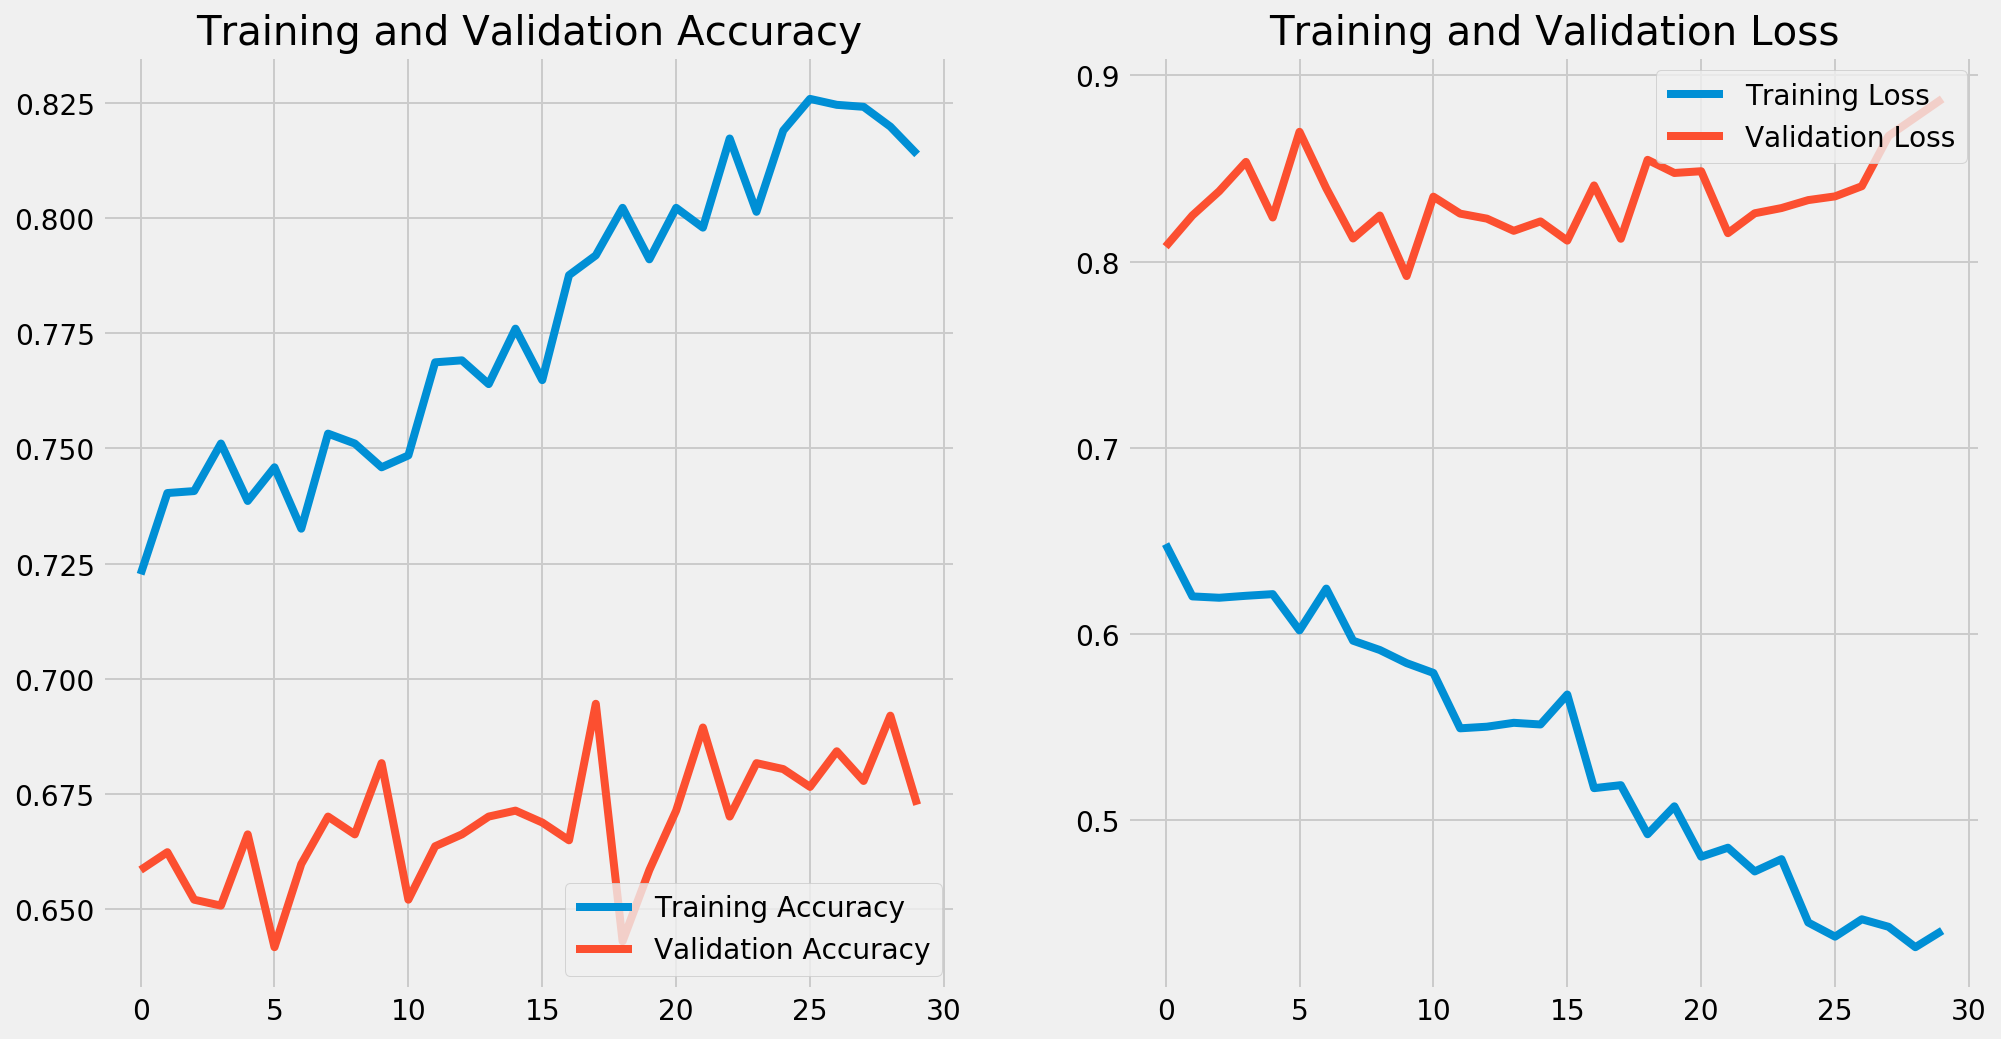 Training and Validation Accuracy
0.825
0.800
0.775
0.750
0.725
0.700
0.675
0.650
Training Accuracy
Validation Accuracy
0 5 10 15 20 25 30
Training and Validation Loss
0.9
0.8
0.7
0.6
0.5
Training Loss
Validation Loss
0 5 10 15 20 25 30